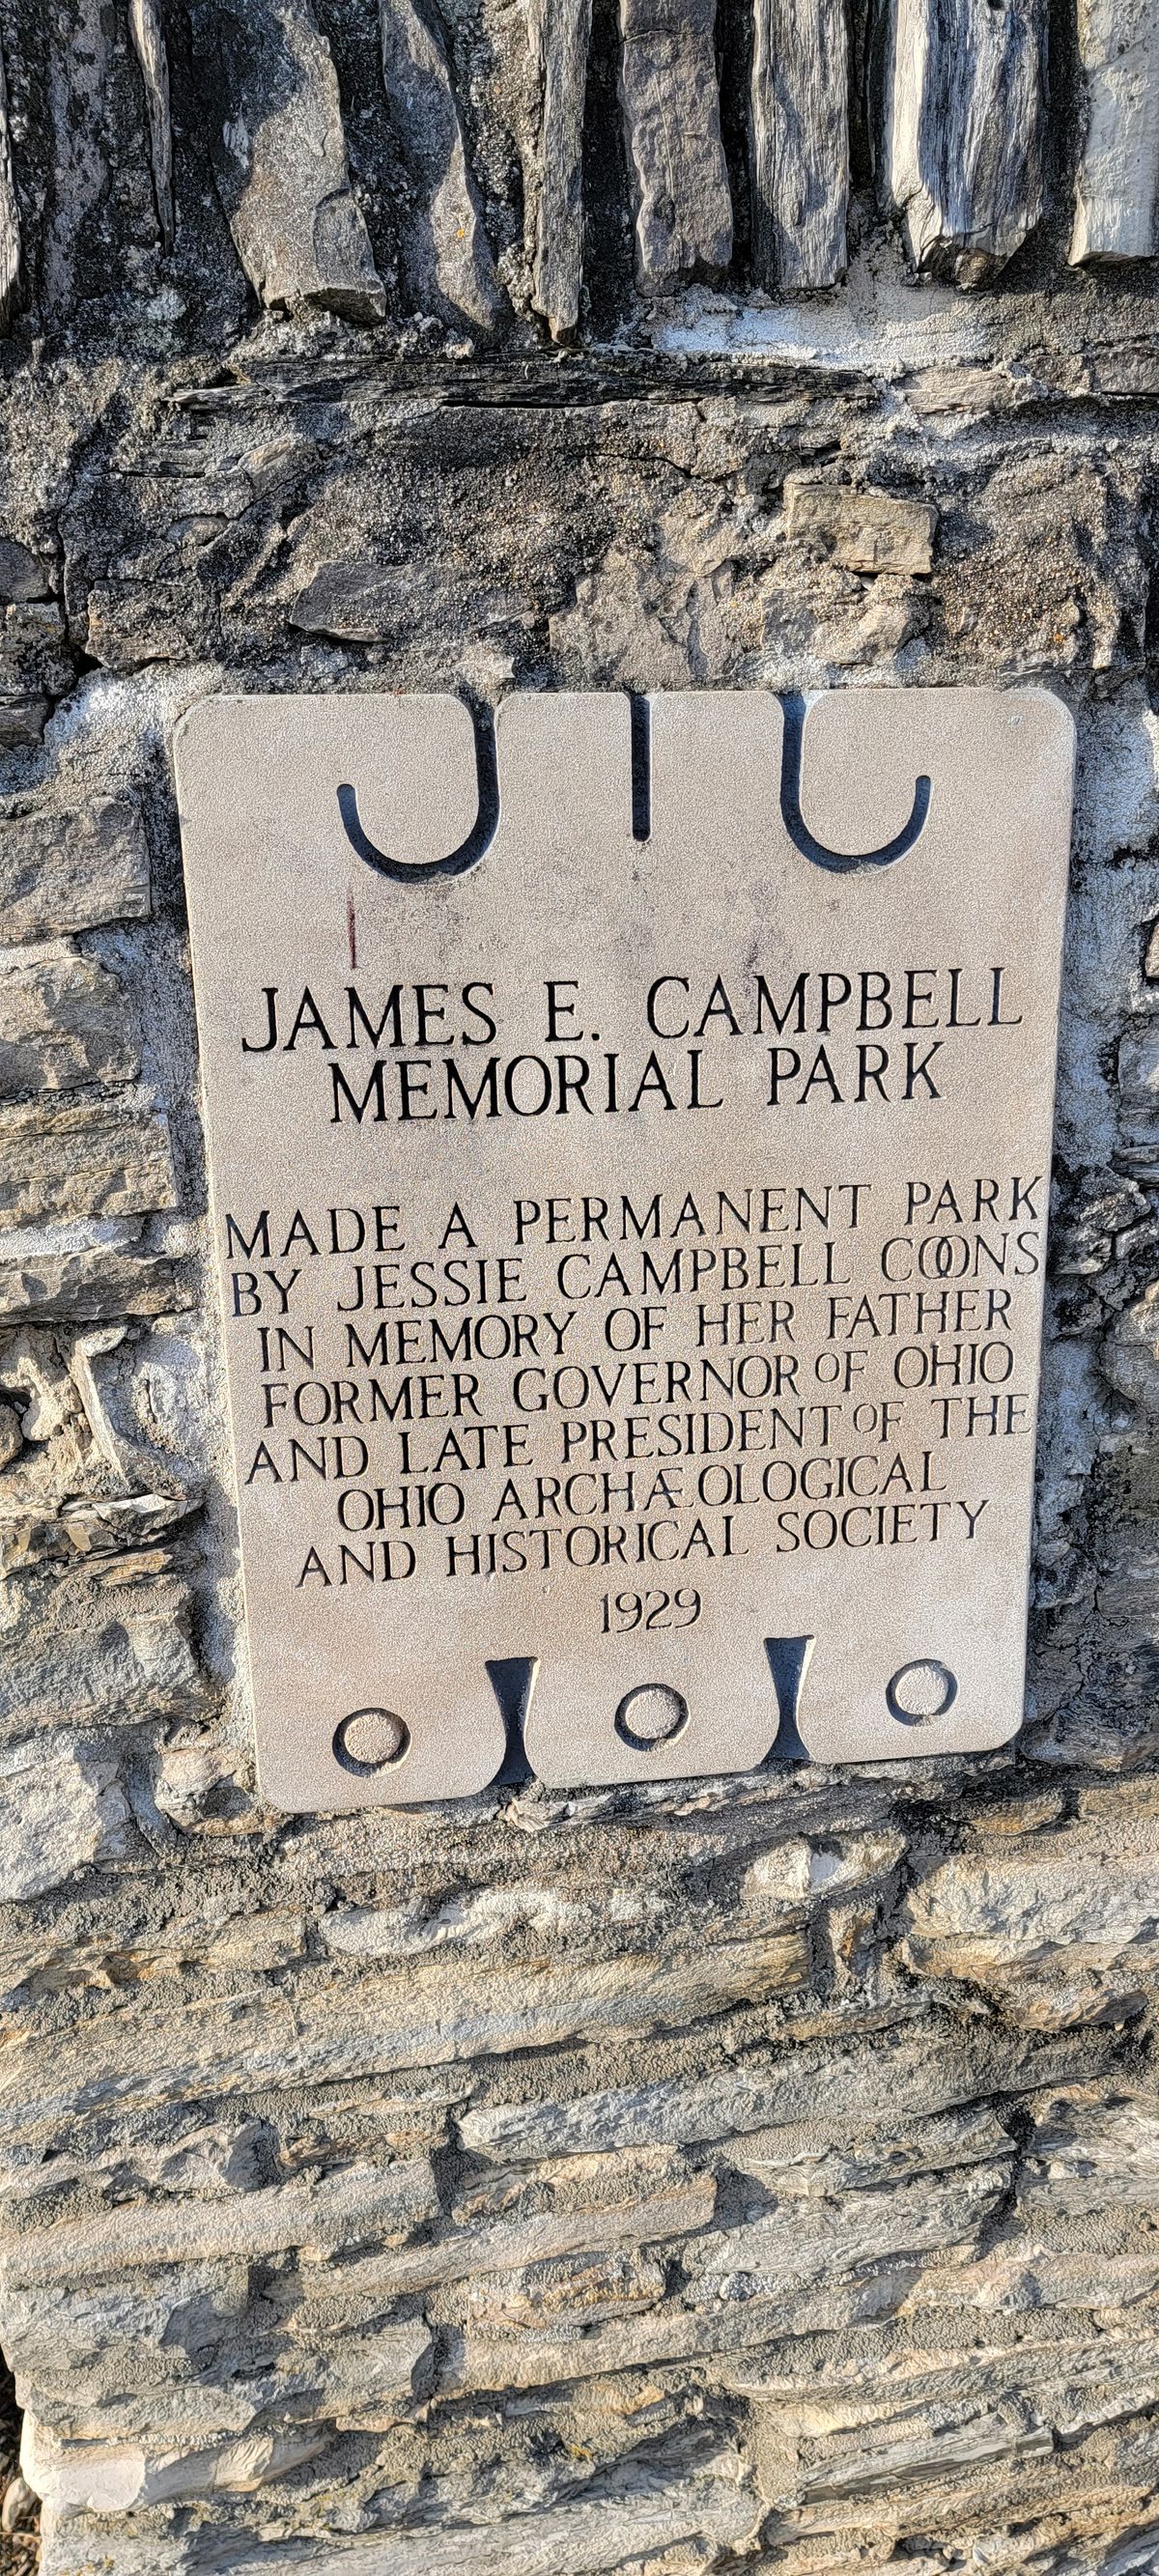 JAMES E. CAMPBELL
MEMORIAL PARK
MADE A PERMANENT PARK
BY JESSIE CAMPBELL COONS
IN MEMORY OF HER FATHER
FORMER GOVERNOR OF OHIO
AND LATE PRESIDENT OF THE
OHIO ARCHÆOLOGICAL
AND HISTORICAL SOCIETY
1929